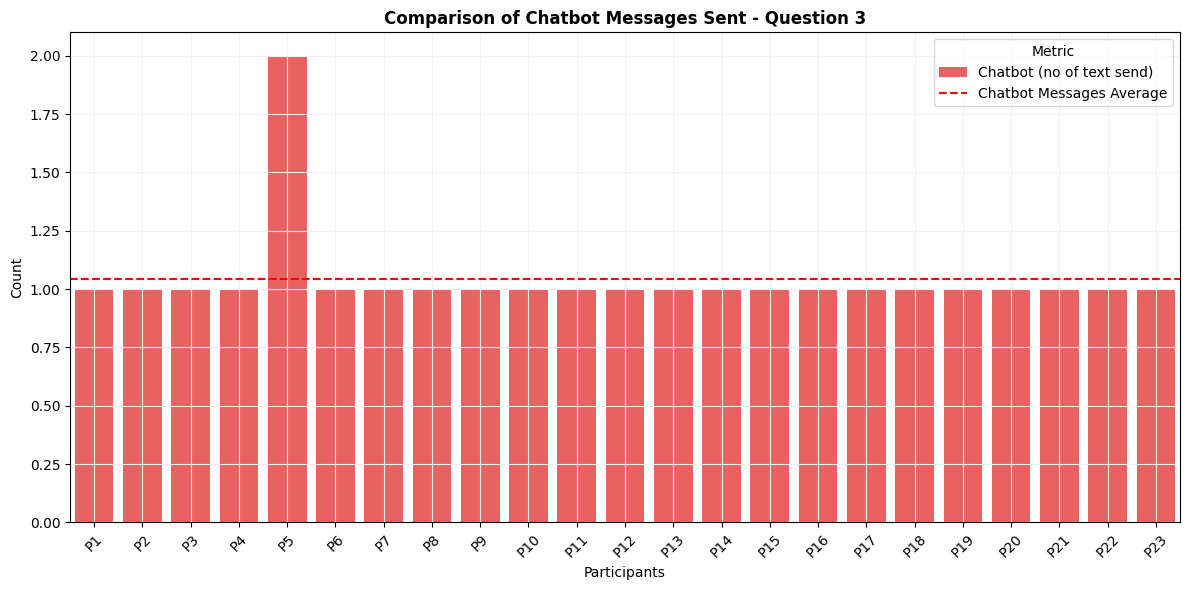 Comparison of Chatbot Messages Sent - Question 3
Metric
Chatbot (no of text send)
Chatbot Messages Average
Count
2.00
1.75
1.50
1.25
1.00
0.75
0.50
0.25
0.00
P1 P2 P3 P4 P5 P6 P7 P8 P9 P10 P11 P12 P13 P14 P15 P16 P17 P18 P19 P20 P21 P22 P23
Participants